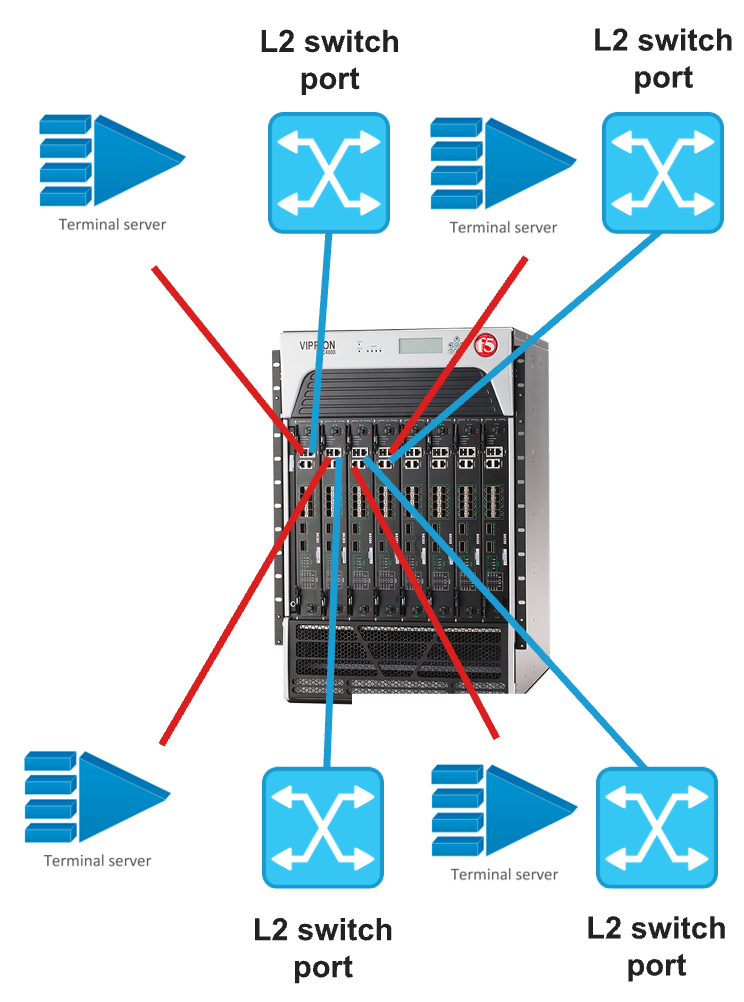 L2 switch
port
L2 switch
port
Terminal server
Terminal server
VIPRION
f5
Terminal server
Terminal server
L2 switch
port
L2 switch
port